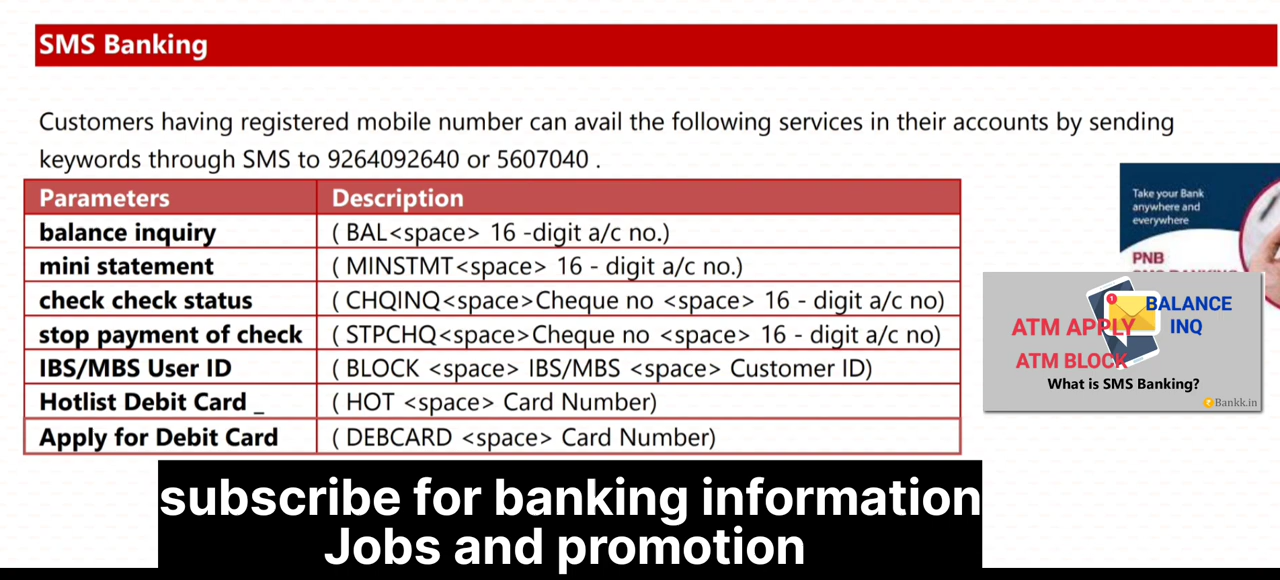 SMS Banking
Customers having registered mobile number can avail the following services in their accounts by sending
keywords through SMS to 9264092640 or 5607040 .
Parameters Description
balance inquiry ( BAL<space> 16 -digit a/c no.)
mini statement ( MINSTMT<space> 16 - digit a/c no.)
check check status ( CHQINQ<space>Cheque no <space> 16 - digit a/c no)
stop payment of check ( STPCHQ<space>Cheque no <space> 16 - digit a/c no)
IBS/MBS User ID ( BLOCK <space> IBS/MBS <space> Customer ID)
Hotlist Debit Card _ ( HOT <space> Card Number)
Apply for Debit Card ( DEBCARD <space> Card Number)
Take your Bank
anywhere and
everywhere
PNB
1
BALANCE
INQ
ATM APPLY
ATM BLOCK
What is SMS Banking?
Bankk.in
subscribe for banking information
Jobs and promotion